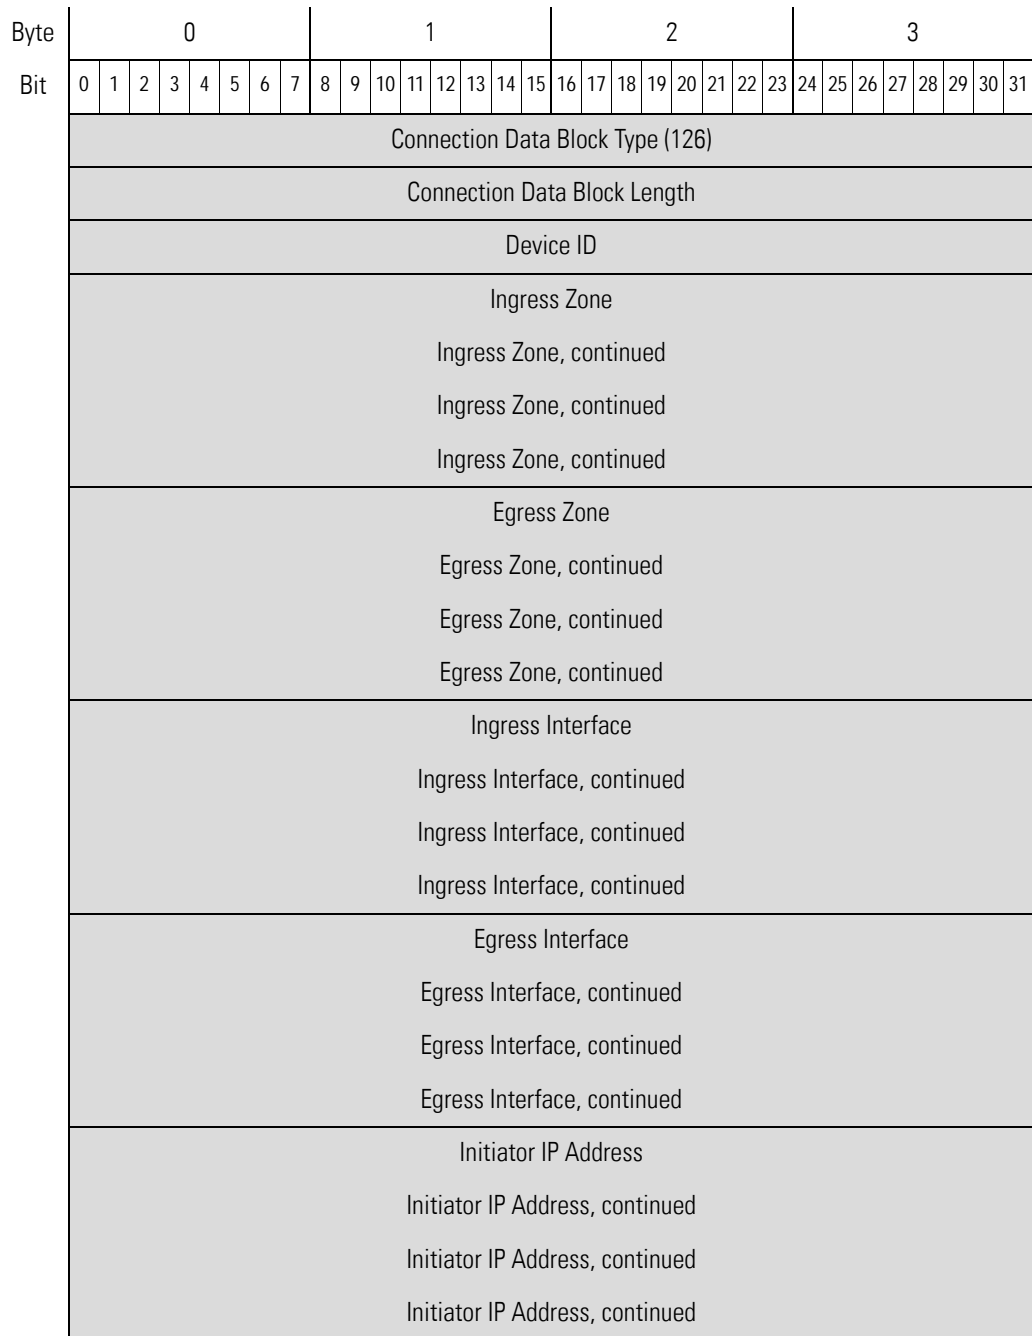 Byte 0 1 2 3
Bit 0 1 2 3 4 5 6 7 8 9 10 11 12 13 14 15 16 17 18 19 20 21 22 23 24 25 26 27 28 29 30 31
Connection Data Block Type (126)
Connection Data Block Length
Device ID
Ingress Zone
Ingress Zone, continued
Ingress Zone, continued
Ingress Zone, continued
Egress Zone
Egress Zone, continued
Egress Zone, continued
Egress Zone, continued
Ingress Interface
Ingress Interface, continued
Ingress Interface, continued
Ingress Interface, continued
Egress Interface
Egress Interface, continued
Egress Interface, continued
Egress Interface, continued
Initiator IP Address
Initiator IP Address, continued
Initiator IP Address, continued
Initiator IP Address, continued